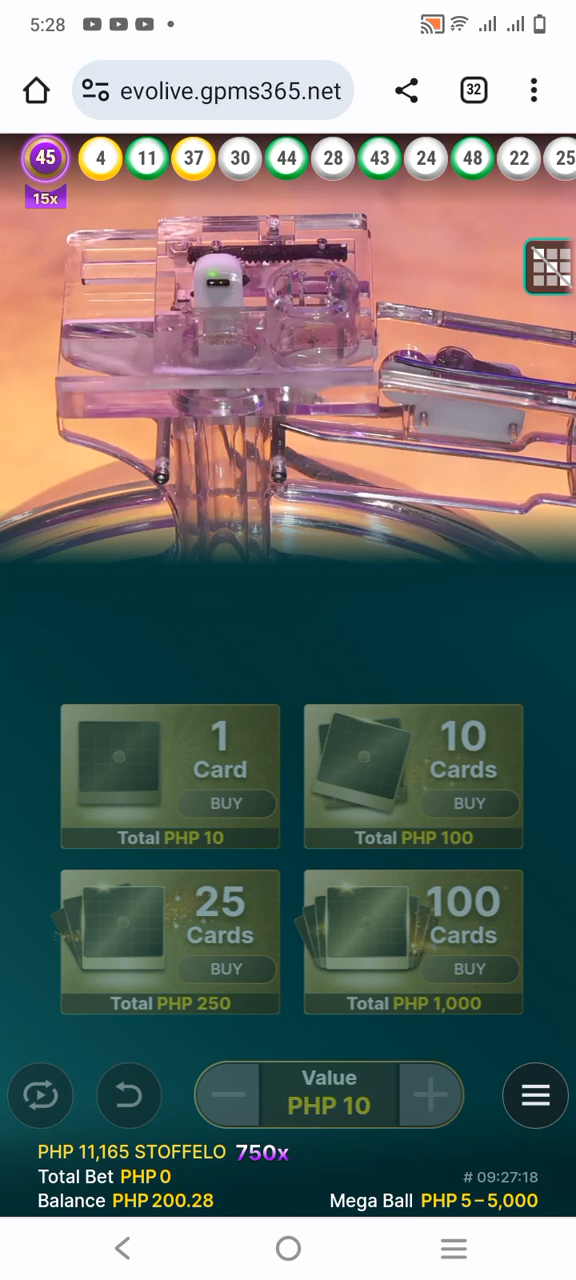 5:28
evolive.gpms365.net
32
45 4 11 37 30 44 28 43 24 48 22 25
15x
1 Card
BUY
Total PHP 10
10 Cards
BUY
Total PHP 100
25 Cards
BUY
Total PHP 250
100 Cards
BUY
Total PHP 1,000
Value
PHP 10
PHP 11,165 STOFFELO 750x
Total Bet PHP 0
# 09:27:18
Balance PHP 200.28
Mega Ball PHP 5–5,000